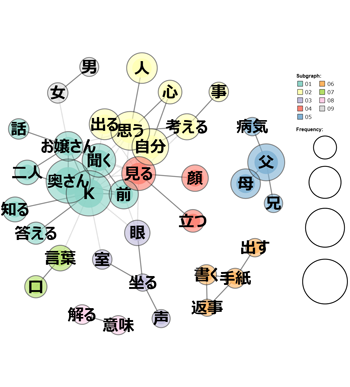 男
女
人
心
事
出る
思う
考える
自分
話
お嬢さん
聞く
二人
奥さん
K
前
見る
顔
知る
答える
立つ
眼
言葉
室
口
坐る
解る
意味
声
病気
父
母
兄
出す
書く
手紙
返事
Subgraph:
01 06
02 07
03 08
04 09
05
Frequency: